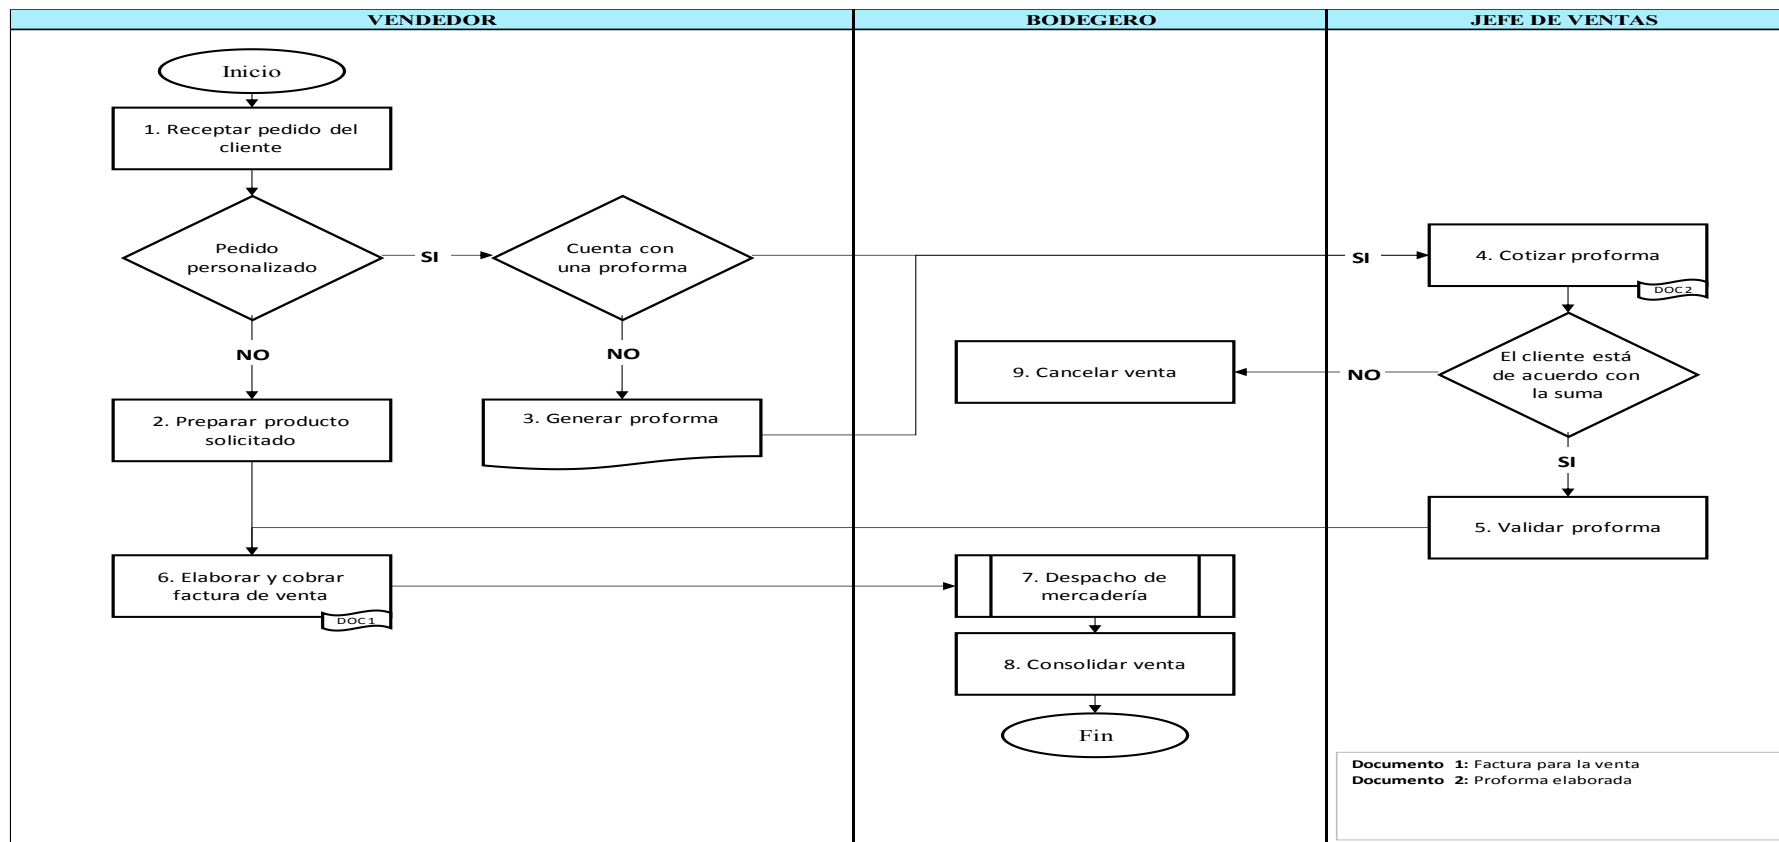 VENDEDOR
BODEGERO
JEFE DE VENTAS
Inicio
1. Receptar pedido del
cliente
Pedido
personalizado
SI
Cuenta con
una proforma
SI
4. Cotizar proforma
DOC2
NO
NO
9. Cancelar venta
NO
El cliente está
de acuerdo con
la suma
2. Preparar producto
solicitado
3. Generar proforma
SI
5. Validar proforma
6. Elaborar y cobrar
factura de venta
DOC1
7. Despacho de
mercadería
8. Consolidar venta
Fin
Documento 1: Factura para la venta
Documento 2: Proforma elaborada